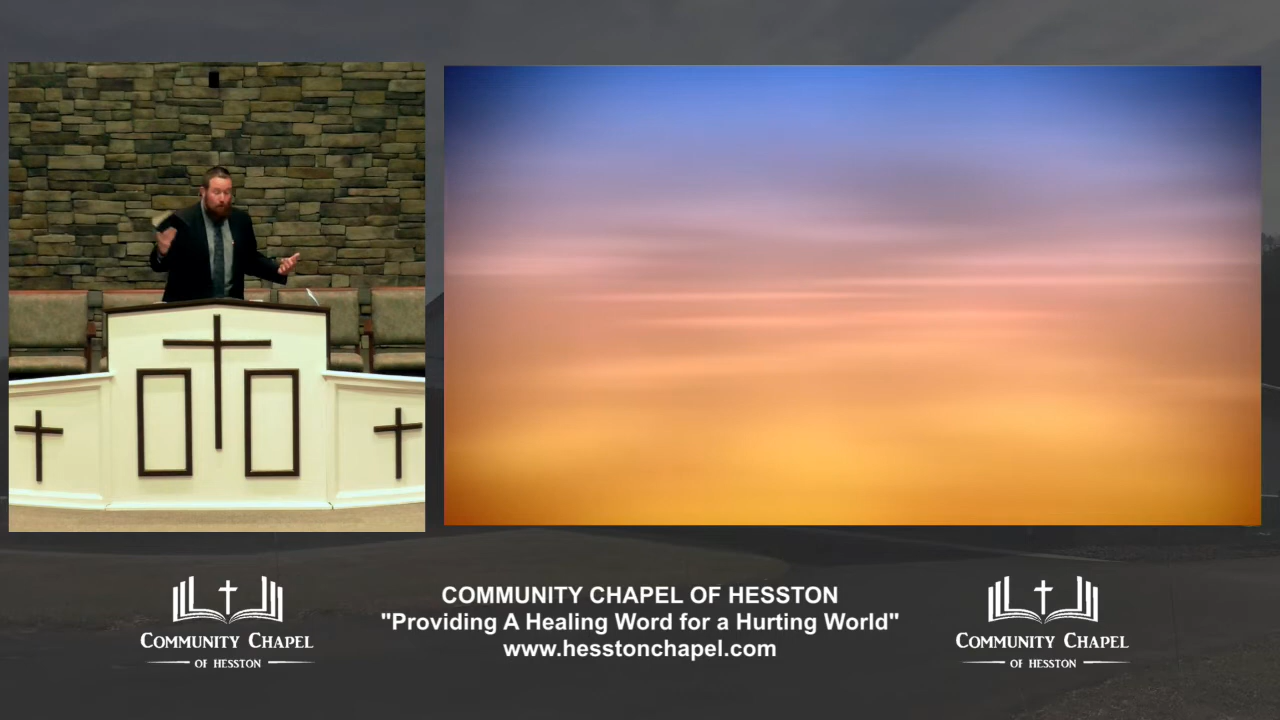 COMMUNITY CHAPEL
OF HESSTON
COMMUNITY CHAPEL OF HESSTON
"Providing A Healing Word for a Hurting World"
www.hesstonchapel.com
COMMUNITY CHAPEL
OF HESSTON